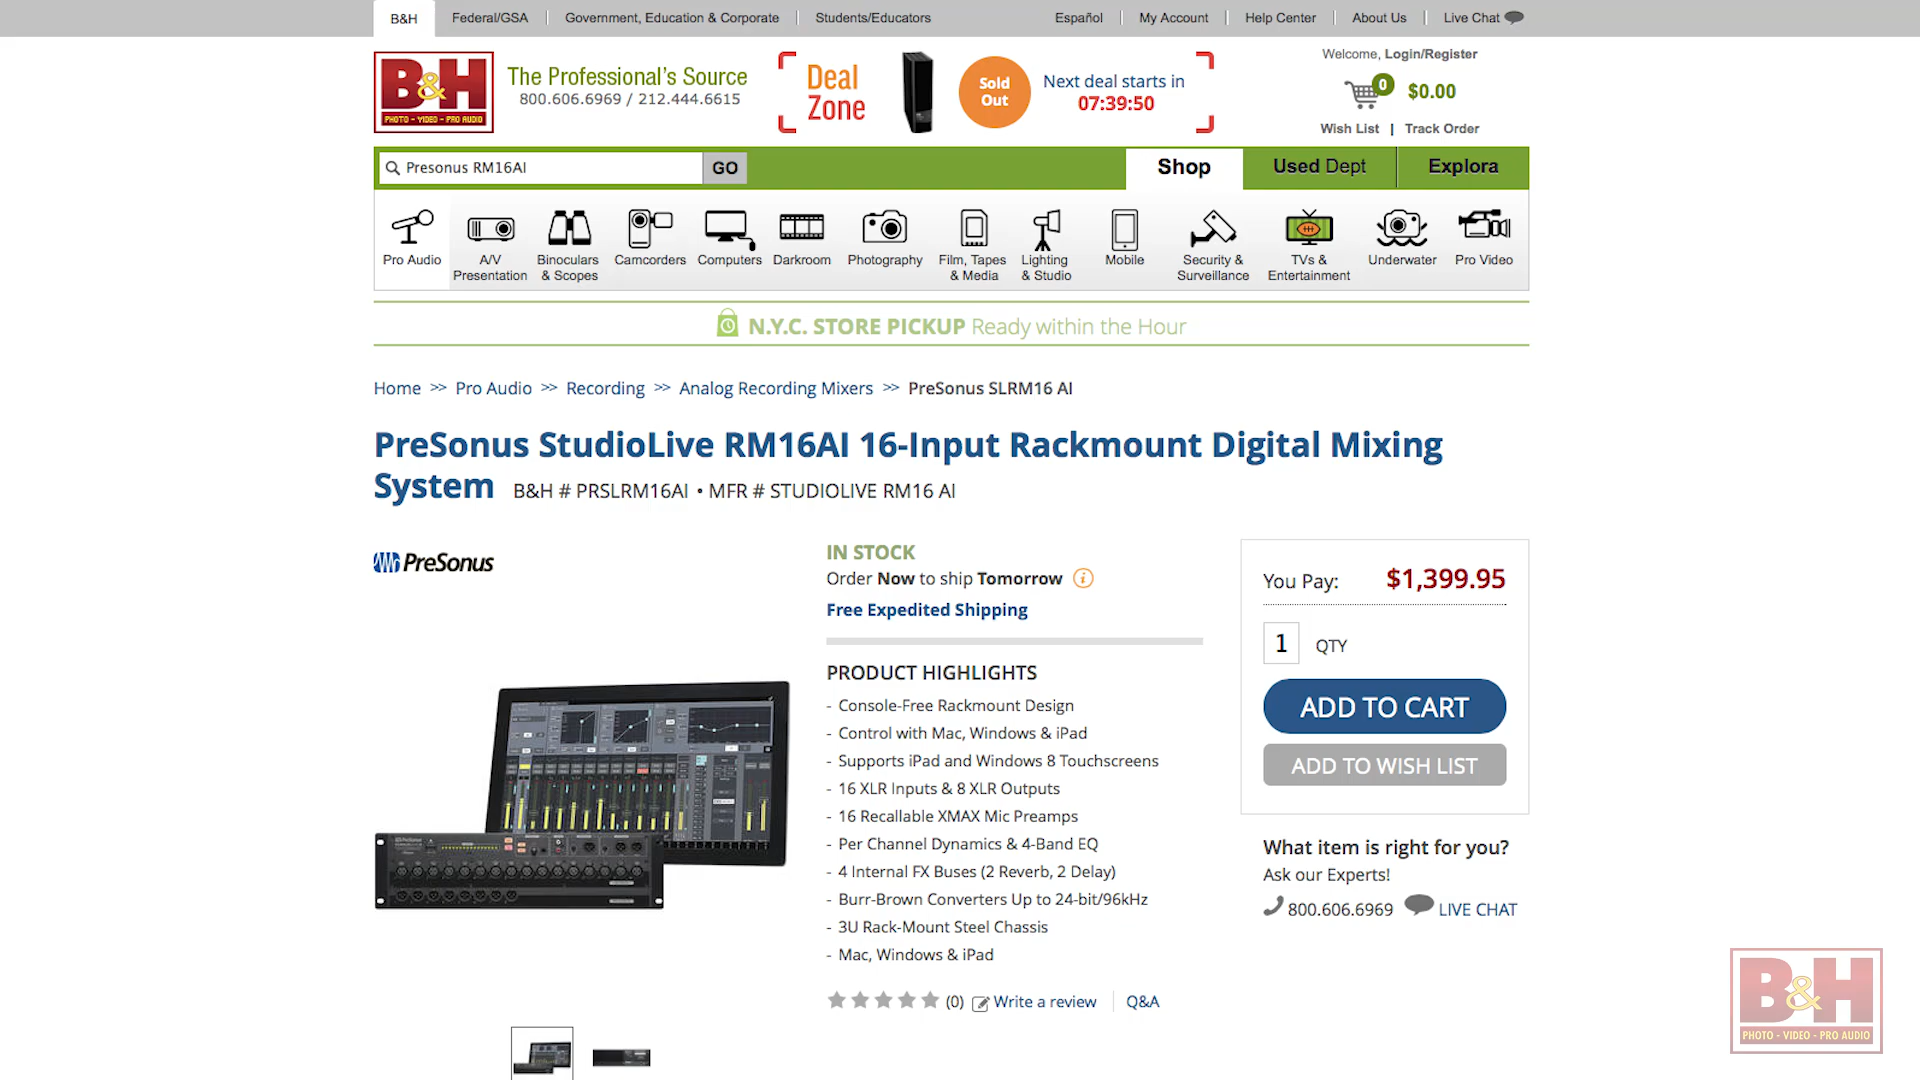 B&H
Federal/GSA
Government, Education & Corporate
Students/Educators
Español
My Account
Help Center
About Us
Live Chat
B&H
PHOTO - VIDEO - PRO AUDIO
The Professional's Source
800.606.6969 / 212.444.6615
Deal
Zone
Sold
Out
Next deal starts in
07:39:50
Welcome, Login/Register
0
$0.00
Wish List | Track Order
Presonus RM16AI
GO
Shop
Used Dept
Explora
Pro Audio
A/V
Presentation
Binoculars
& Scopes
Camcorders
Computers
Darkroom
Photography
Film, Tapes
& Media
Lighting
& Studio
Mobile
Security &
Surveillance
TVs &
Entertainment
Underwater
Pro Video
N.Y.C. STORE PICKUP Ready within the Hour
Home >> Pro Audio >> Recording >> Analog Recording Mixers >> PreSonus SLRM16 AI
PreSonus StudioLive RM16AI 16-Input Rackmount Digital Mixing
System B&H # PRSLRM16AI • MFR # STUDIOLIVE RM16 AI
PreSonus
IN STOCK
Order Now to ship Tomorrow
Free Expedited Shipping
PRODUCT HIGHLIGHTS
- Console-Free Rackmount Design
- Control with Mac, Windows & iPad
- Supports iPad and Windows 8 Touchscreens
- 16 XLR Inputs & 8 XLR Outputs
- 16 Recallable XMAX Mic Preamps
- Per Channel Dynamics & 4-Band EQ
- 4 Internal FX Buses (2 Reverb, 2 Delay)
- Burr-Brown Converters Up to 24-bit/96kHz
- 3U Rack-Mount Steel Chassis
- Mac, Windows & iPad
(0) Write a review
Q&A
You Pay: $1,399.95
1 QTY
ADD TO CART
ADD TO WISH LIST
What item is right for you?
Ask our Experts!
800.606.6969
LIVE CHAT
B&H
PHOTO - VIDEO - PRO AUDIO